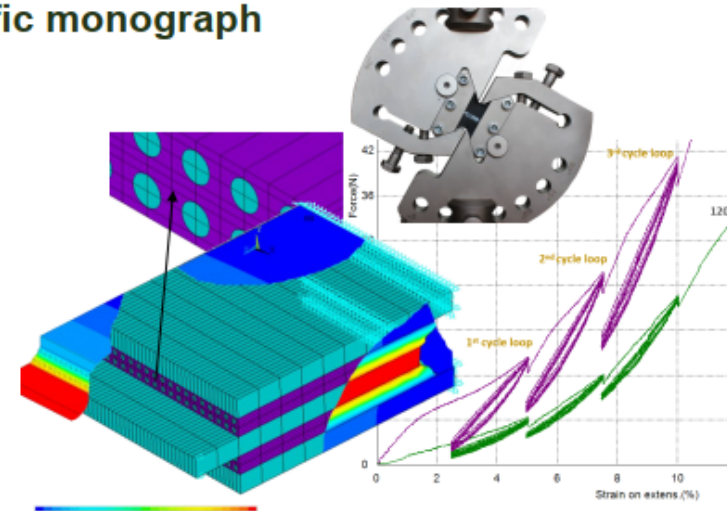 fic monograph
3rd cycle loop
42
Force(N)
36
120
2nd cycle loop
1st cycle loop
0
0 2 4 6 8 10
Strain on extens.(%)